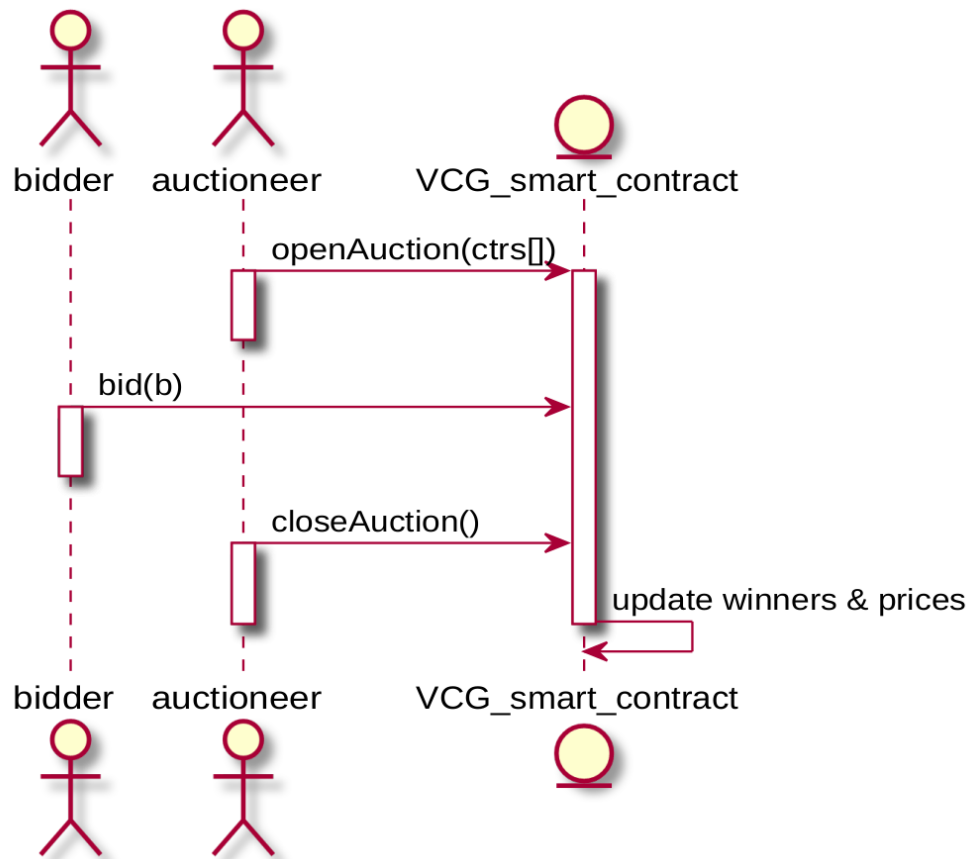 bidder auctioneer VCG_smart_contract
openAuction(ctrs[])
bid(b)
closeAuction()
update winners & prices
bidder auctioneer VCG_smart_contract